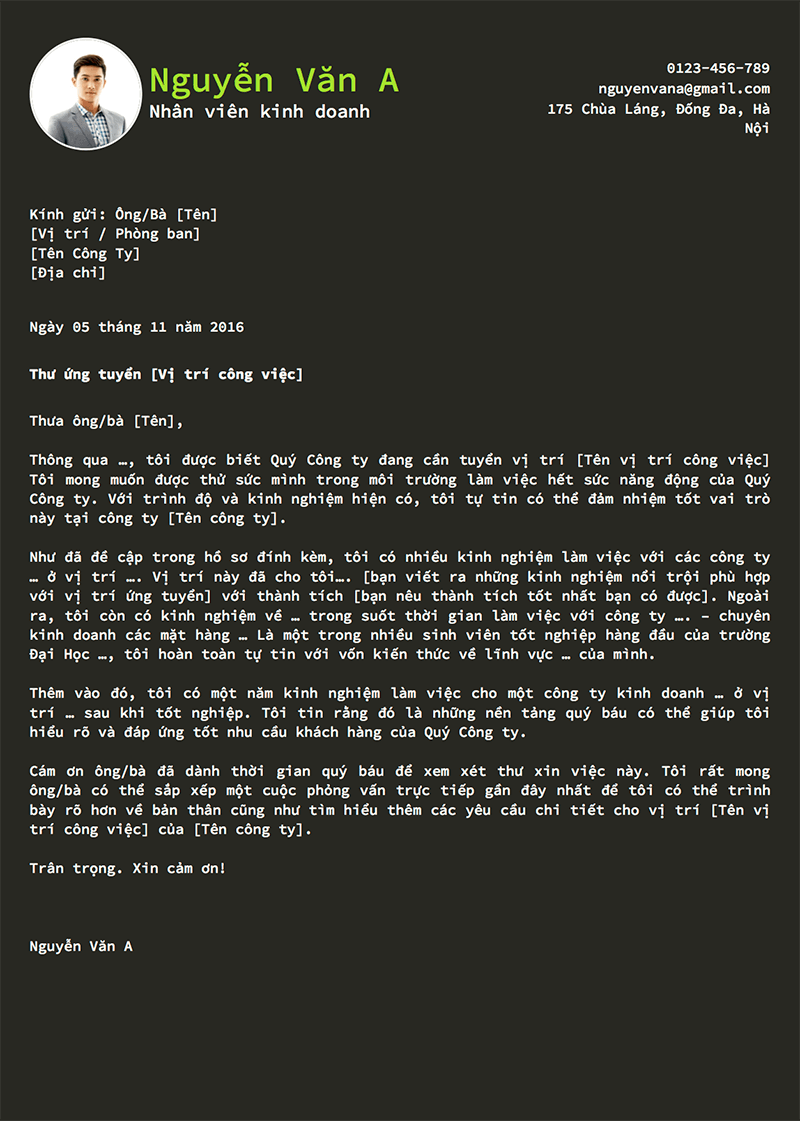 Nguyễn Văn A
Nhân viên kinh doanh
0123-456-789
nguyenvana@gmail.com
175 Chùa Láng, Đống Đa, Hà
Nội
Kính gửi: Ông/Bà [Tên]
[Vị trí / Phòng ban]
[Tên Công Ty]
[Địa chỉ]
Ngày 05 tháng 11 năm 2016
Thư ứng tuyển [Vị trí công việc]
Thưa ông/bà [Tên],
Thông qua …, tôi được biết Quý Công ty đang cần tuyển vị trí [Tên vị trí công việc]
Tôi mong muốn được thử sức mình trong môi trường làm việc hết sức năng động của Quý
Công ty. Với trình độ và kinh nghiệm hiện có, tôi tự tin có thể đảm nhiệm tốt vai trò
này tại công ty [Tên công ty].
Như đã đề cập trong hồ sơ đính kèm, tôi có nhiều kinh nghiệm làm việc với các công ty
… ở vị trí …. Vị trí này đã cho tôi…. [bạn viết ra những kinh nghiệm nổi trội phù hợp
với vị trí ứng tuyển] với thành tích [bạn nêu thành tích tốt nhất bạn có được]. Ngoài
ra, tôi còn có kinh nghiệm về … trong suốt thời gian làm việc với công ty …. – chuyên
kinh doanh các mặt hàng … Là một trong nhiều sinh viên tốt nghiệp hàng đầu của trường
Đại Học …, tôi hoàn toàn tự tin với vốn kiến thức về lĩnh vực … của mình.
Thêm vào đó, tôi có một năm kinh nghiệm làm việc cho một công ty kinh doanh … ở vị
trí … sau khi tốt nghiệp. Tôi tin rằng đó là những nền tảng quý báu có thể giúp tôi
hiểu rõ và đáp ứng tốt nhu cầu khách hàng của Quý Công ty.
Cám ơn ông/bà đã dành thời gian quý báu để xem xét thư xin việc này. Tôi rất mong
ông/bà có thể sắp xếp một cuộc phỏng vấn trực tiếp gần đây nhất để tôi có thể trình
bày rõ hơn về bản thân cũng như tìm hiểu thêm các yêu cầu chi tiết cho vị trí [Tên vị
trí công việc] của [Tên công ty].
Trân trọng. Xin cảm ơn!
Nguyễn Văn A